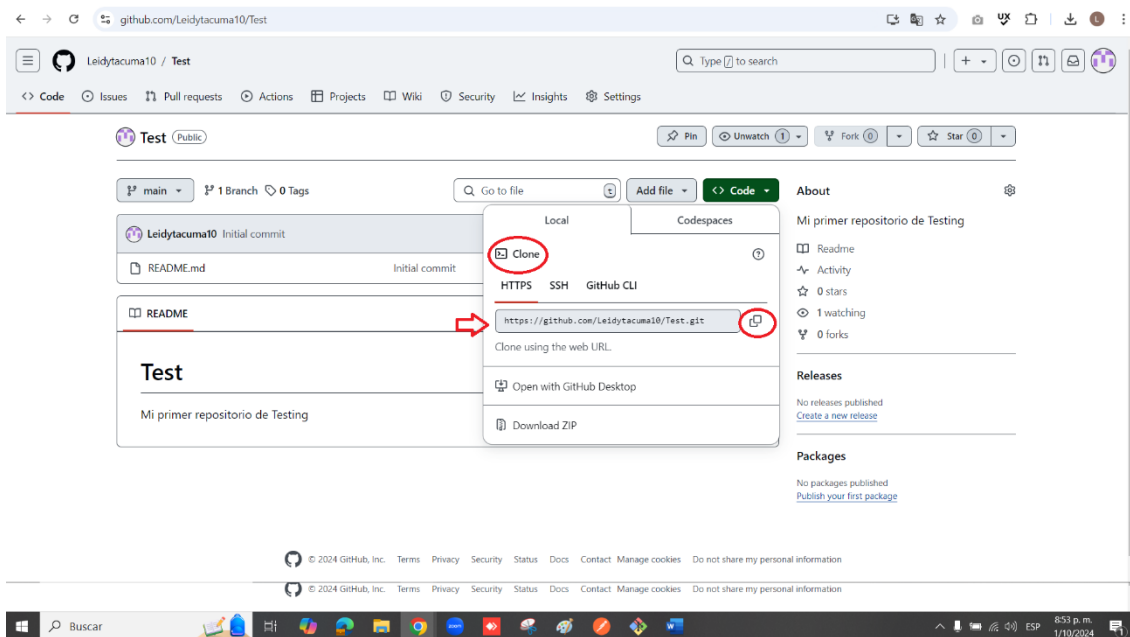 github.com/Leidytacuma10/Test
Leidytacuma10 / Test
Type / to search
Code Issues Pull requests Actions Projects Wiki Security Insights Settings
Test Public
Pin Unwatch 1 Fork 0 Star 0
main 1 Branch 0 Tags
Go to file t Add file Code
Leidytacuma10 Initial commit
README.md Initial commit
README
Test
Mi primer repositorio de Testing
Local Codespaces
Clone
HTTPS SSH GitHub CLI
https://github.com/Leidytacuma10/Test.git
Clone using the web URL.
Open with GitHub Desktop
Download ZIP
About
Mi primer repositorio de Testing
Readme
Activity
0 stars
1 watching
0 forks
Releases
No releases published
Create a new release
Packages
No packages published
Publish your first package
© 2024 GitHub, Inc. Terms Privacy Security Status Docs Contact Manage cookies Do not share my personal information
© 2024 GitHub, Inc. Terms Privacy Security Status Docs Contact Manage cookies Do not share my personal information
Buscar
ESP
8:53 p. m.
1/10/2024